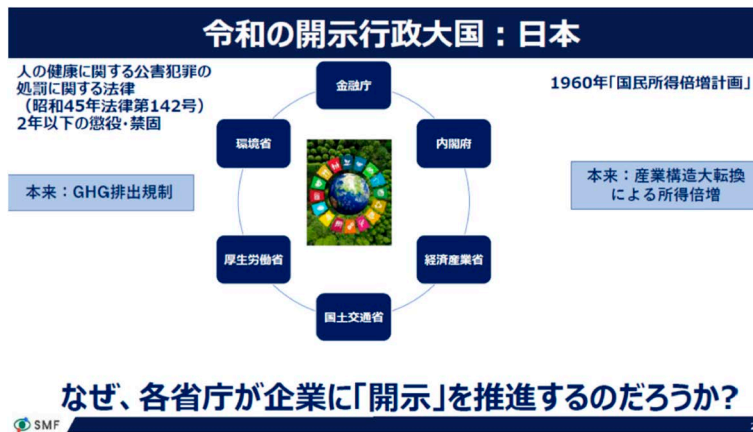 令和の開示行政大国：日本
人の健康に関する公害犯罪の
処罰に関する法律
（昭和45年法律第142号）
2年以下の懲役・禁固
本来：GHG排出規制
金融庁
環境省
内閣府
厚生労働省
経済産業省
国土交通省
1960年「国民所得倍増計画」
本来：産業構造大転換
による所得倍増
なぜ、各省庁が企業に「開示」を推進するのだろうか?
SMF